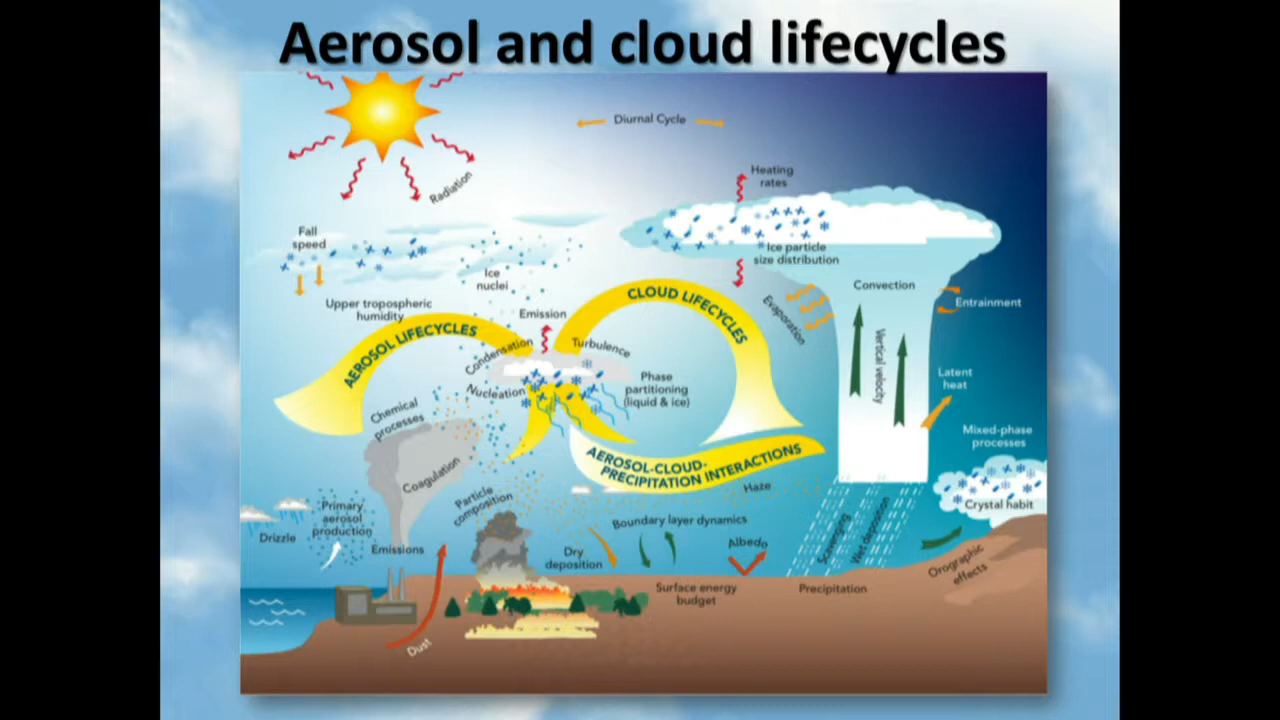 Aerosol and cloud lifecycles
Diurnal Cycle
Radiation
Heating
rates
Fall
speed
Ice
nuclei
Ice particle
size distribution
Upper tropospheric
humidity
Emission
CLOUD LIFECYCLES
Evaporation
Convection
Entrainment
AEROSOL LIFECYCLES
Condensation
Turbulence
Vertical velocity
Nucleation
Phase
partitioning
(liquid & ice)
Latent
heat
Chemical
processes
Mixed-phase
processes
Coagulation
AEROSOL-CLOUD-
PRECIPITATION INTERACTIONS
Haze
Particle
composition
Crystal habit
Primary
aerosol
production
Drizzle
Emissions
Boundary layer dynamics
Albedo
Scavenging
Wet deposition
Dry
deposition
Orographic
effects
Surface energy
budget
Precipitation
Dust